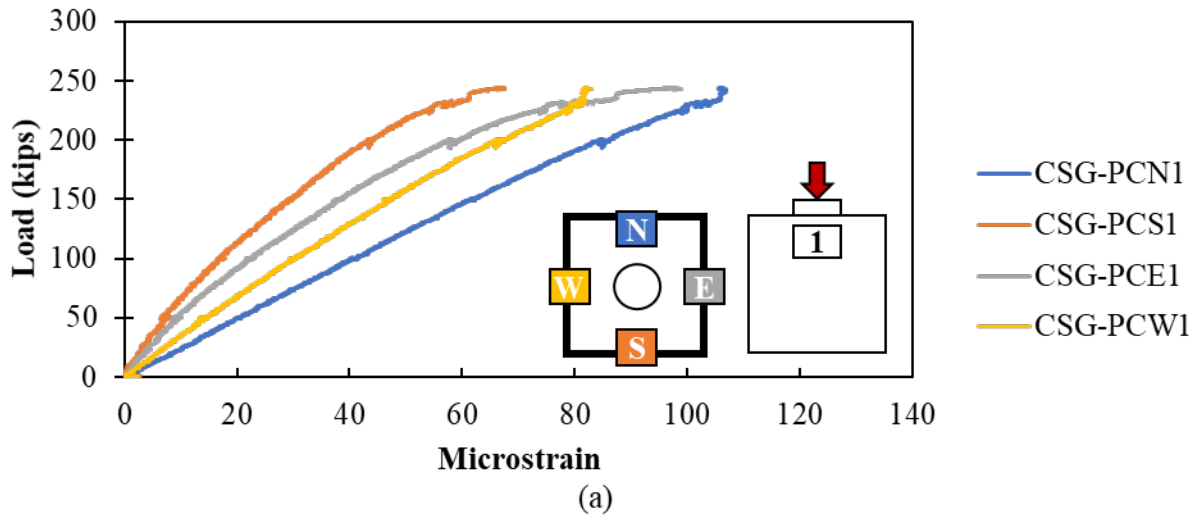 300
250
200
150
100
50
0
Load (kips)
0 20 40 60 80 100 120 140
Microstrain
N
W
E
S
1
CSG-PCN1
CSG-PCS1
CSG-PCE1
CSG-PCW1
(a)